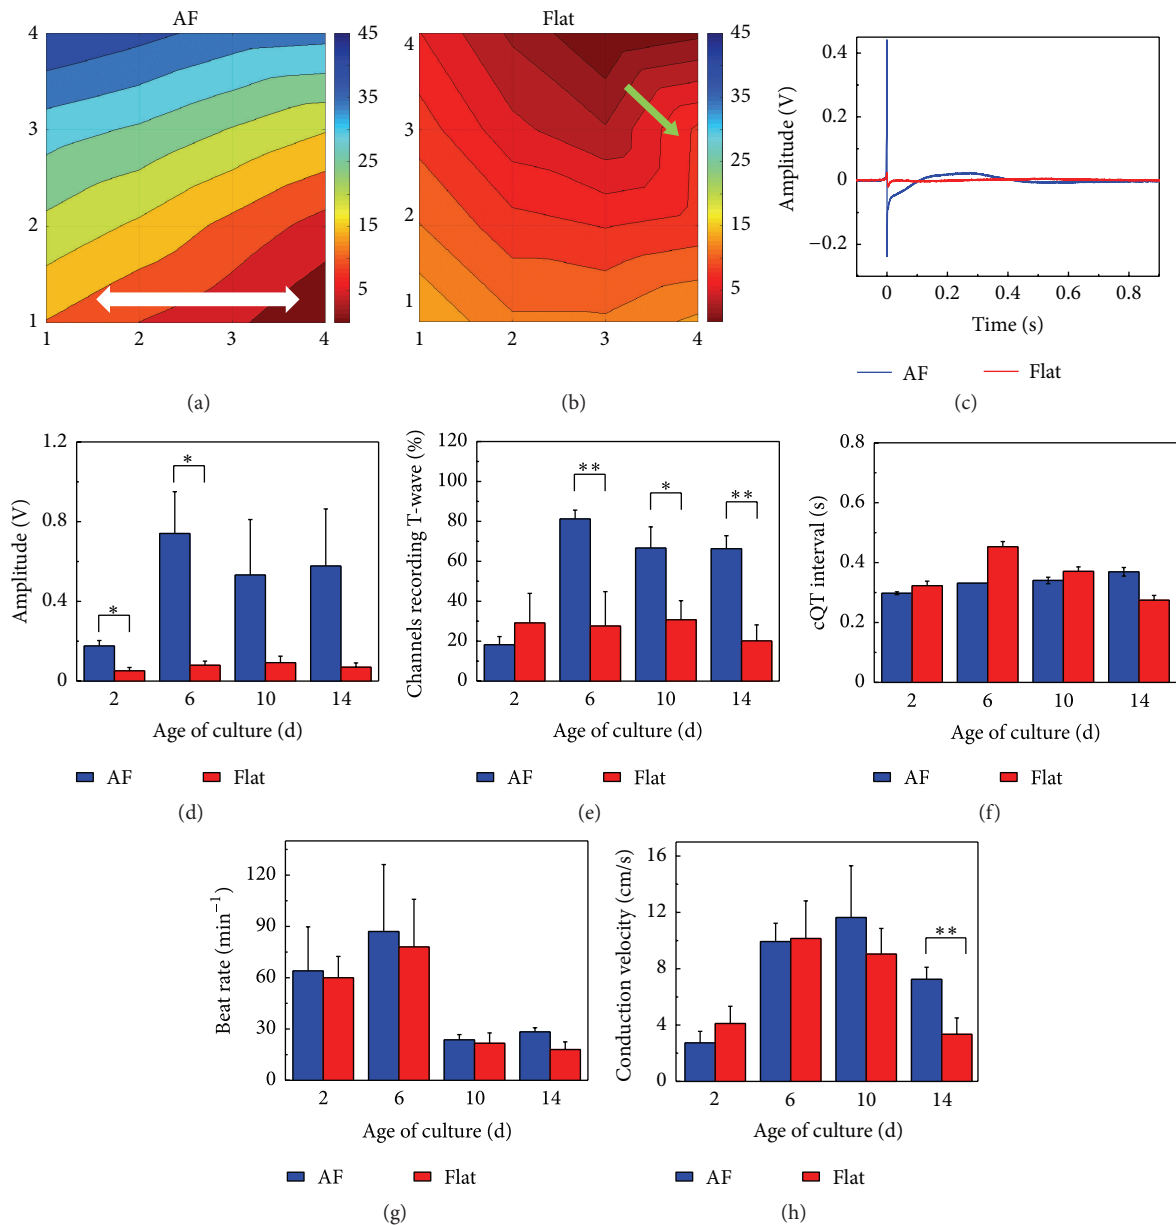 AF
4
3
2
1
1 2 3 4
45
35
25
15
5
(a)
Flat
4
3
2
1
1 2 3 4
45
35
25
15
5
(b)
Amplitude (V)
0.4
0.2
0
−0.2
0 0.2 0.4 0.6 0.8
Time (s)
AF Flat
(c)
Amplitude (V)
1.2
0.8
0.4
0
*
*
2 6 10 14
Age of culture (d)
AF Flat
(d)
Channels recording T-wave (%)
120
100
80
60
40
20
0
**
*
**
2 6 10 14
Age of culture (d)
AF Flat
(e)
cQT interval (s)
0.8
0.6
0.4
0.2
0
2 6 10 14
Age of culture (d)
AF Flat
(f)
Beat rate (min−1)
120
90
60
30
0
2 6 10 14
Age of culture (d)
AF Flat
(g)
Conduction velocity (cm/s)
16
12
8
4
0
**
2 6 10 14
Age of culture (d)
AF Flat
(h)